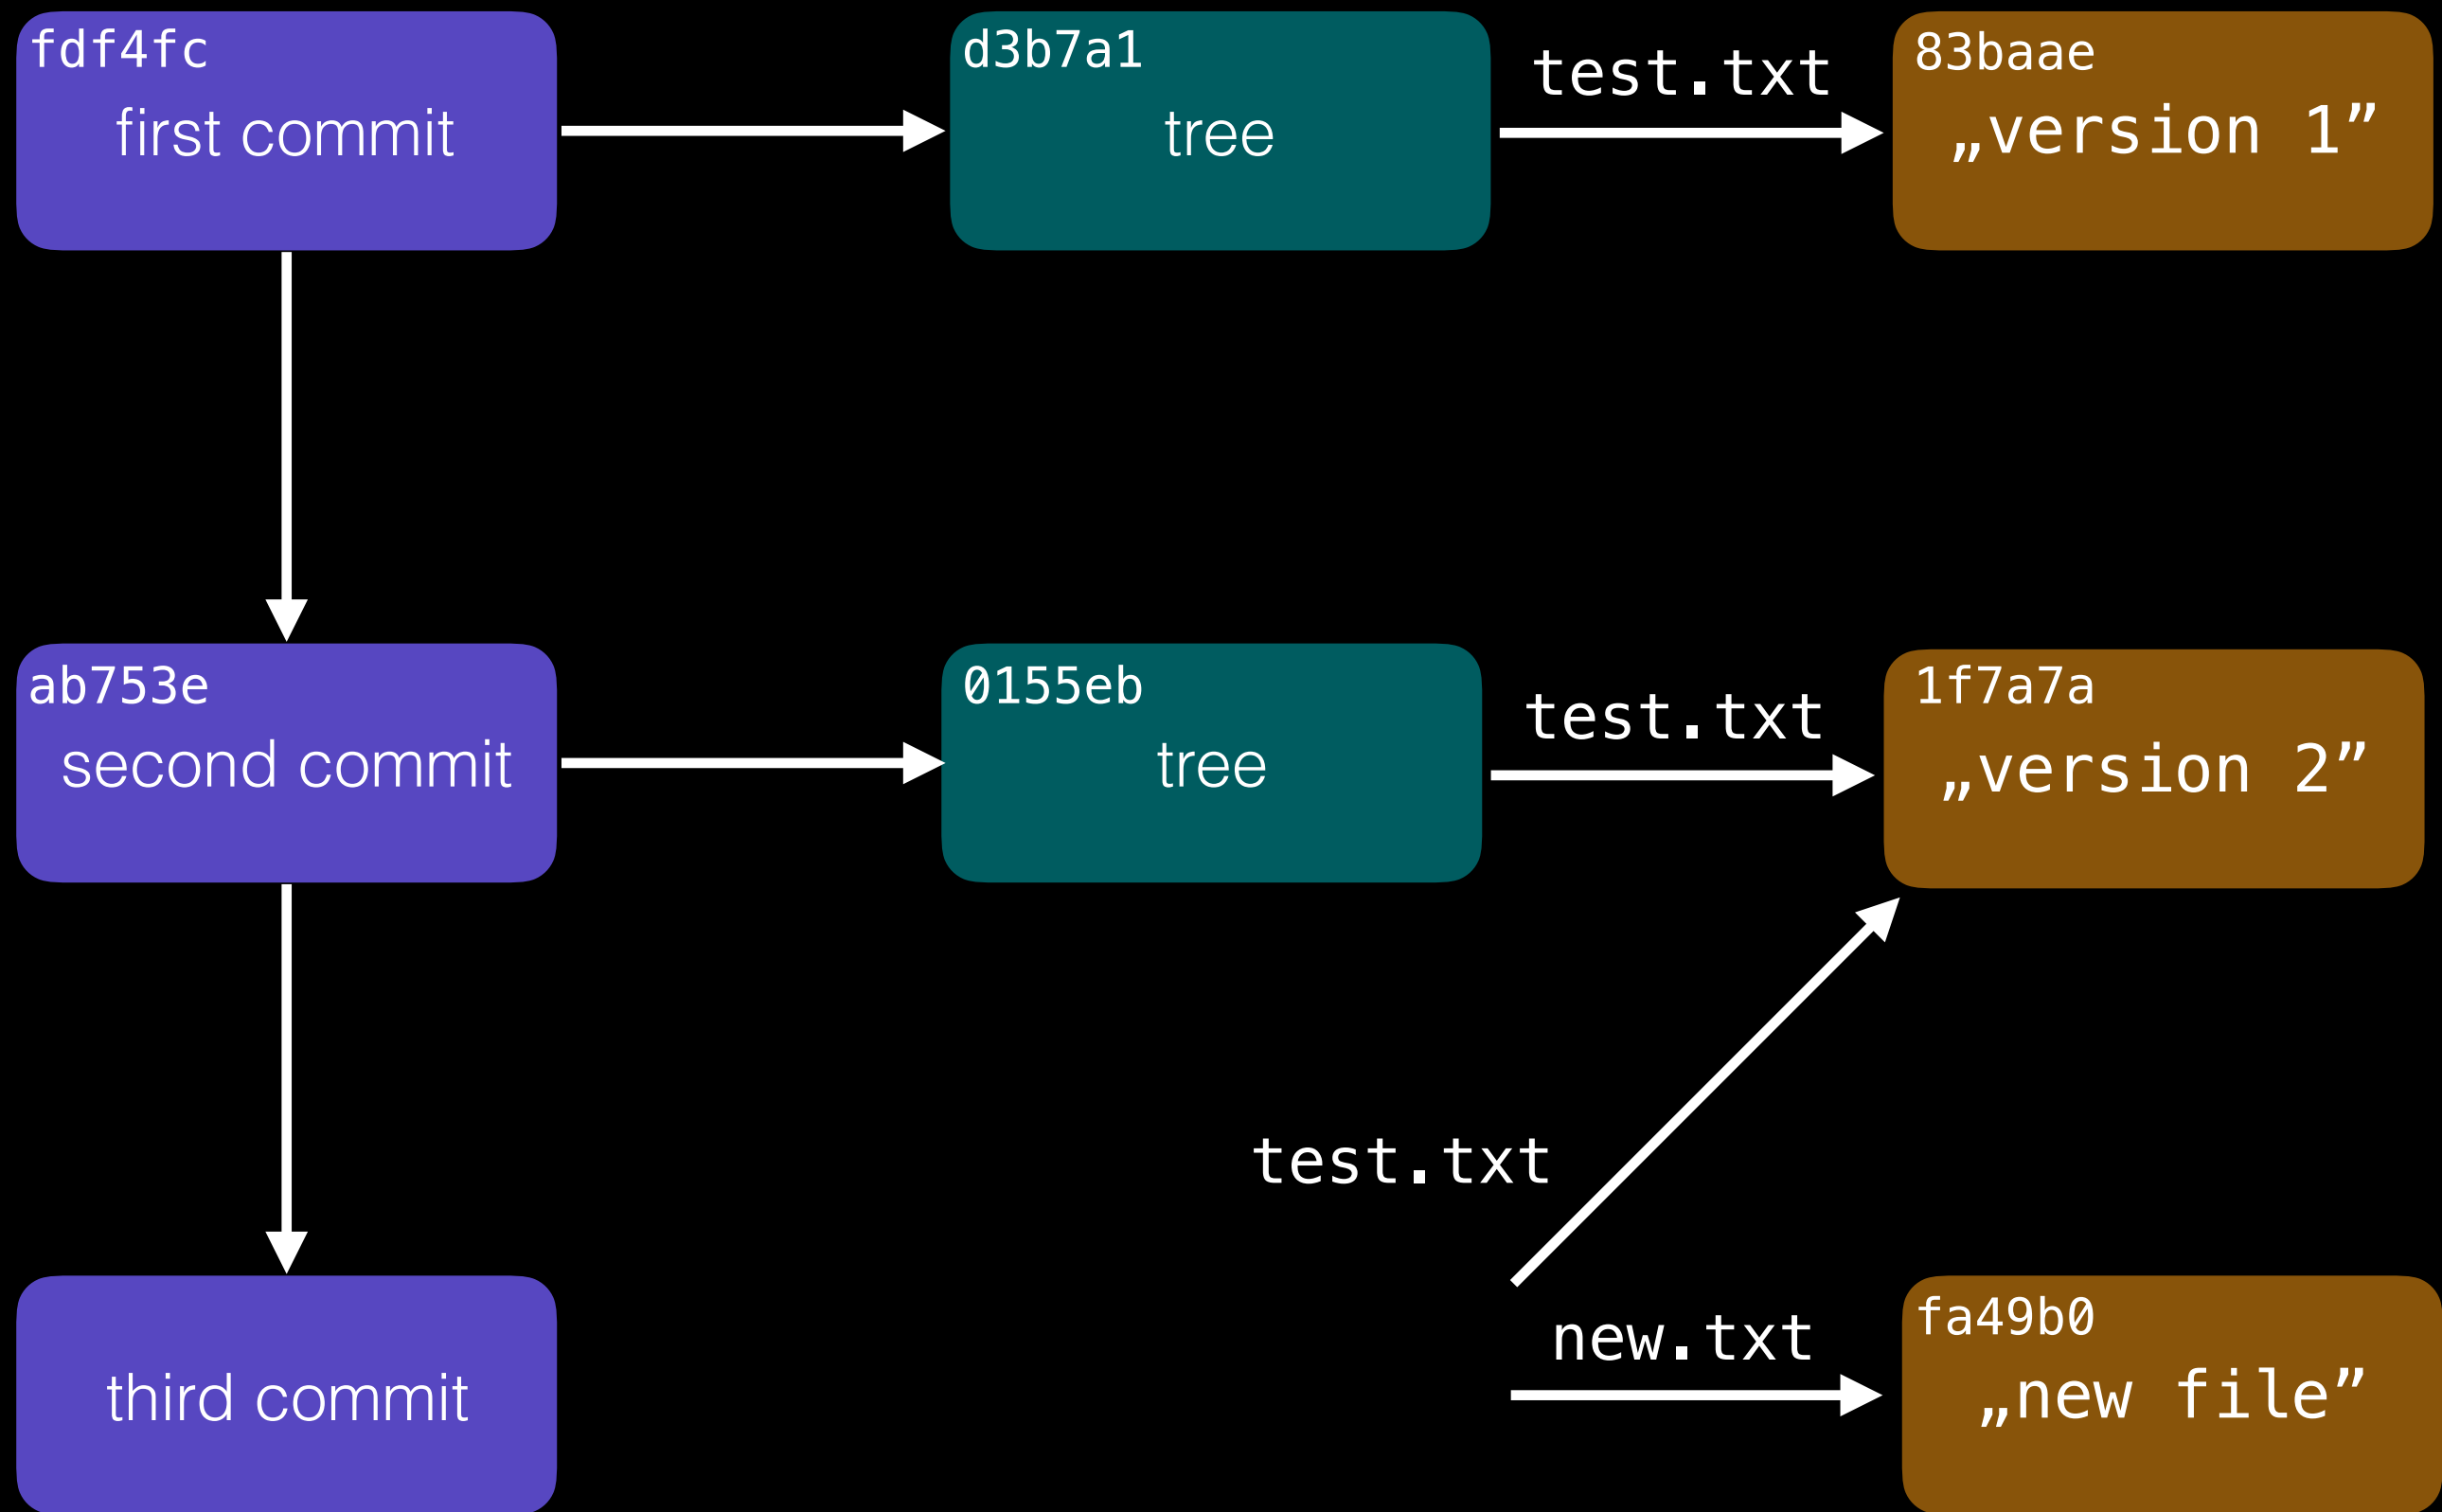 fdf4fc
first commit
d3b7a1
tree
test.txt
83baae
„version 1”
ab753e
second commit
0155eb
tree
test.txt
1f7a7a
„version 2”
test.txt
third commit
new.txt
fa49b0
„new file”